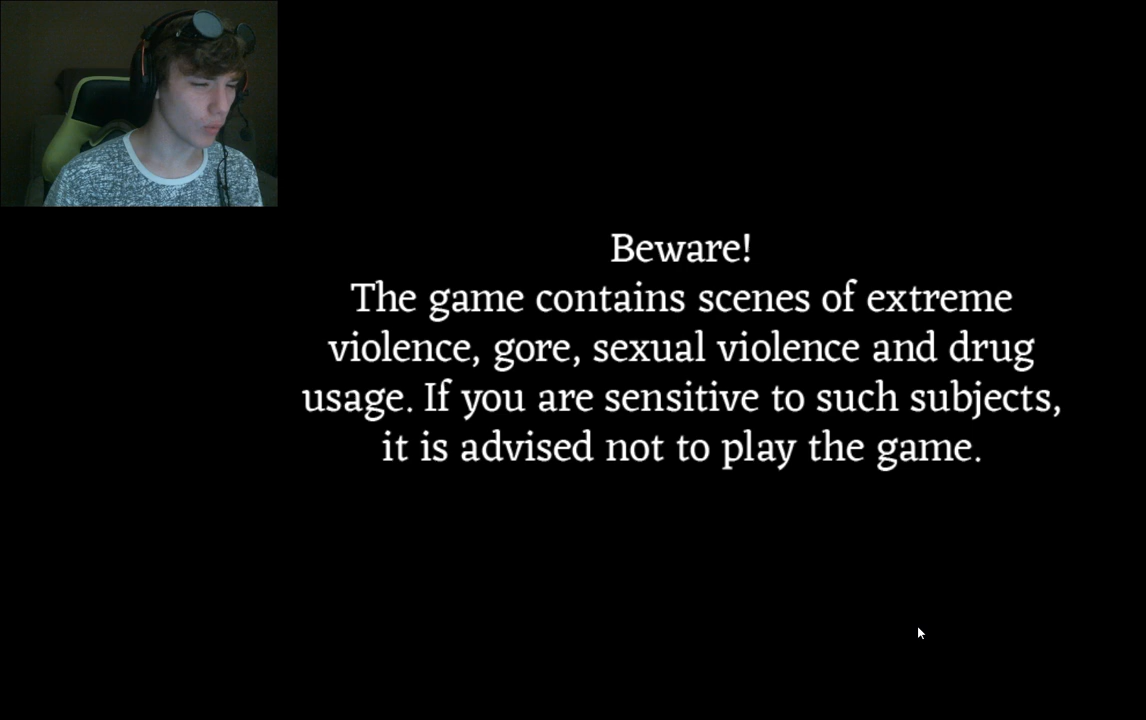 Beware!
The game contains scenes of extreme
violence, gore, sexual violence and drug
usage. If you are sensitive to such subjects,
it is advised not to play the game.